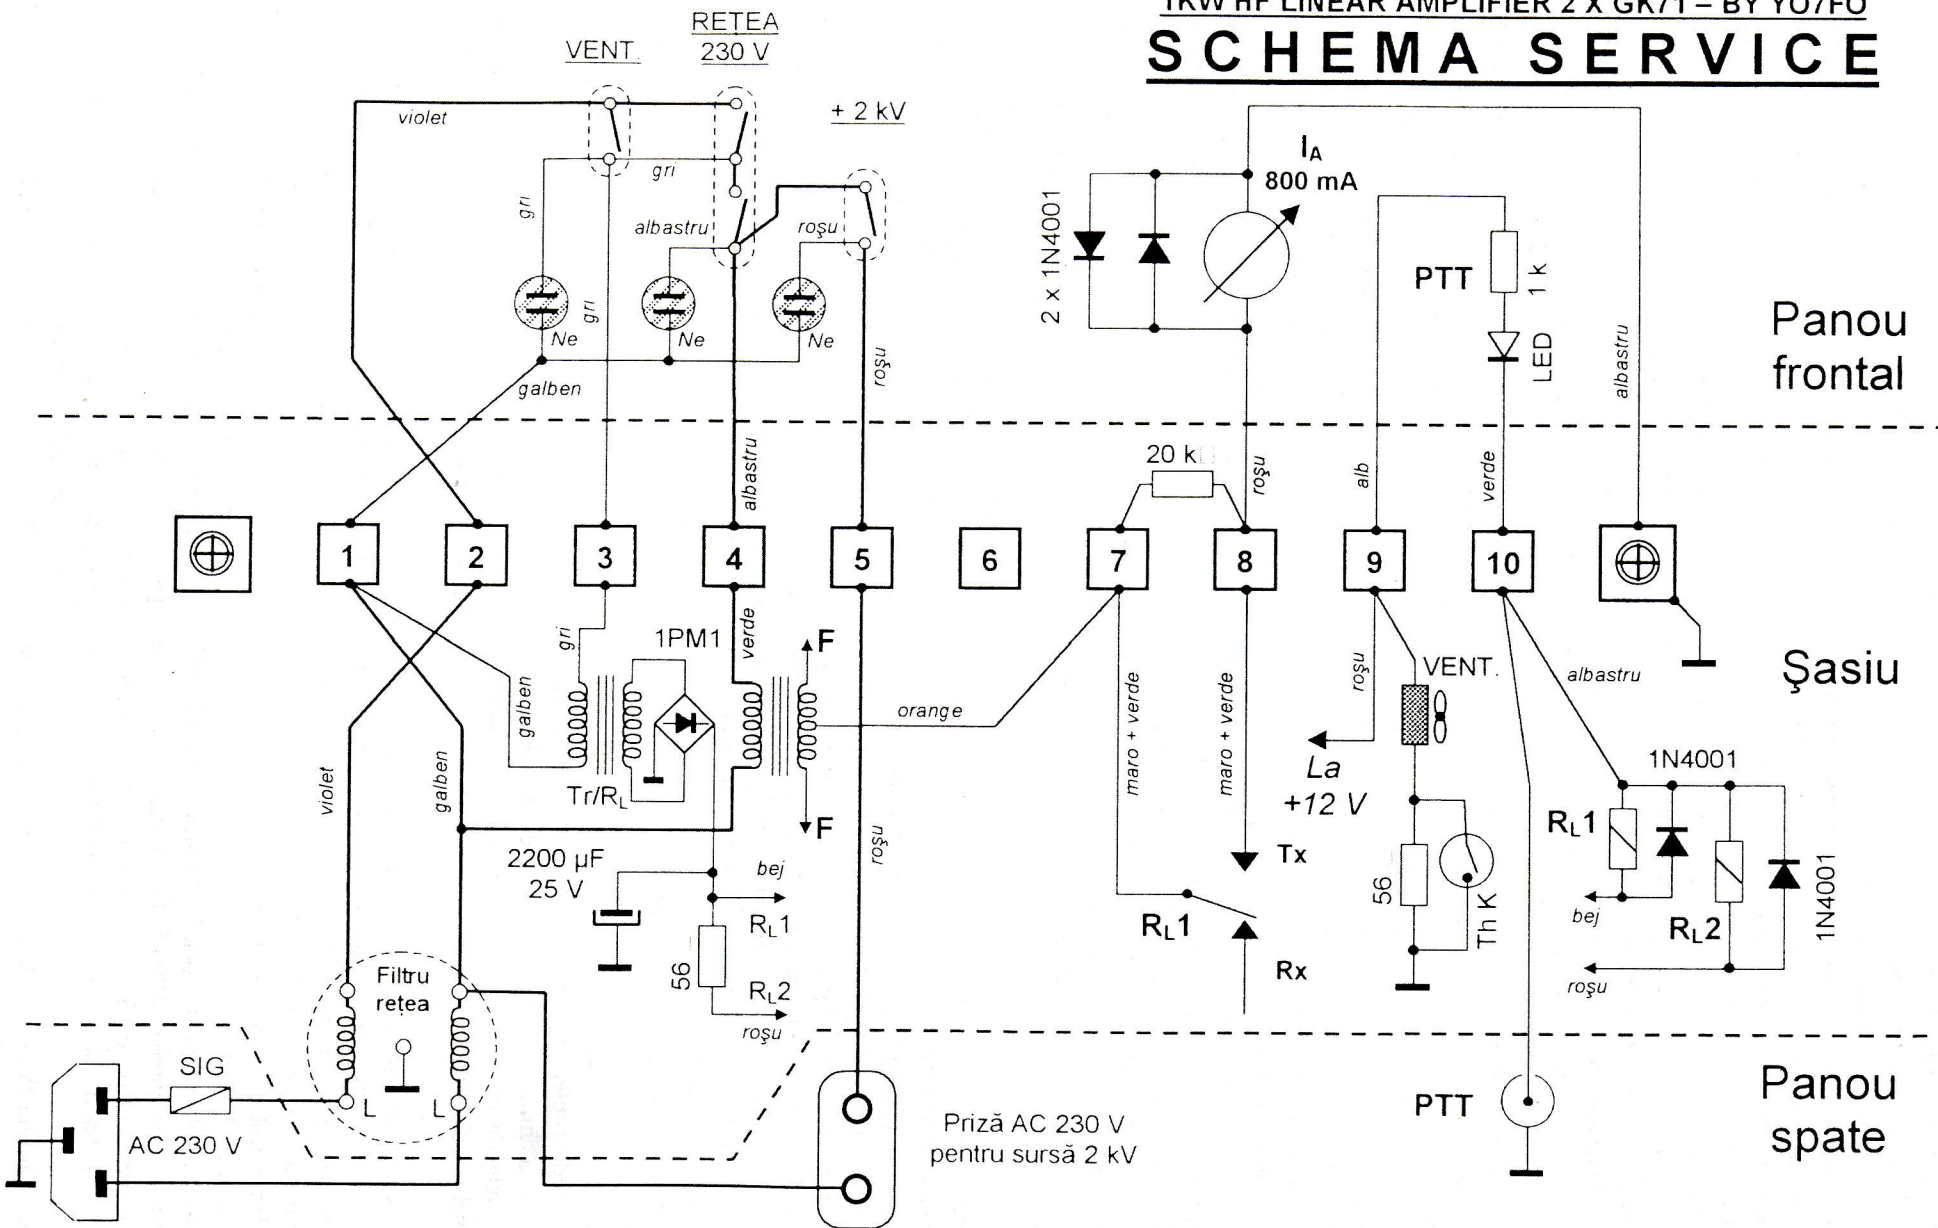 1KW HF LINEAR AMPLIFIER 2 X GK71 – BY YO7FO
SCHEMA SERVICE
RETEA
230 V
VENT.
+ 2 kV
violet
gri
gri
gri
albastru
roşu
Ne
Ne
Ne
galben
roşu
albastru
I A
800 mA
2 x 1N4001
PTT
1 k
LED
albastru
Panou
frontal
20 k
roşu
alb
verde
1
2
3
4
5
6
7
8
9
10
gri
1PM1
verde
F
galben
orange
Tr/RL
F
violet
galben
maro + verde
maro + verde
roşu
VENT.
La
+12 V
albastru
Şasiu
1N4001
RL1
RL2
1N4001
bej
roşu
2200 µF
25 V
bej
RL1
56
RL2
roşu
roşu
Tx
RL1
Rx
56
Th K
Filtru
reţea
SIG
L
L
AC 230 V
Priză AC 230 V
pentru sursă 2 kV
PTT
Panou
spate